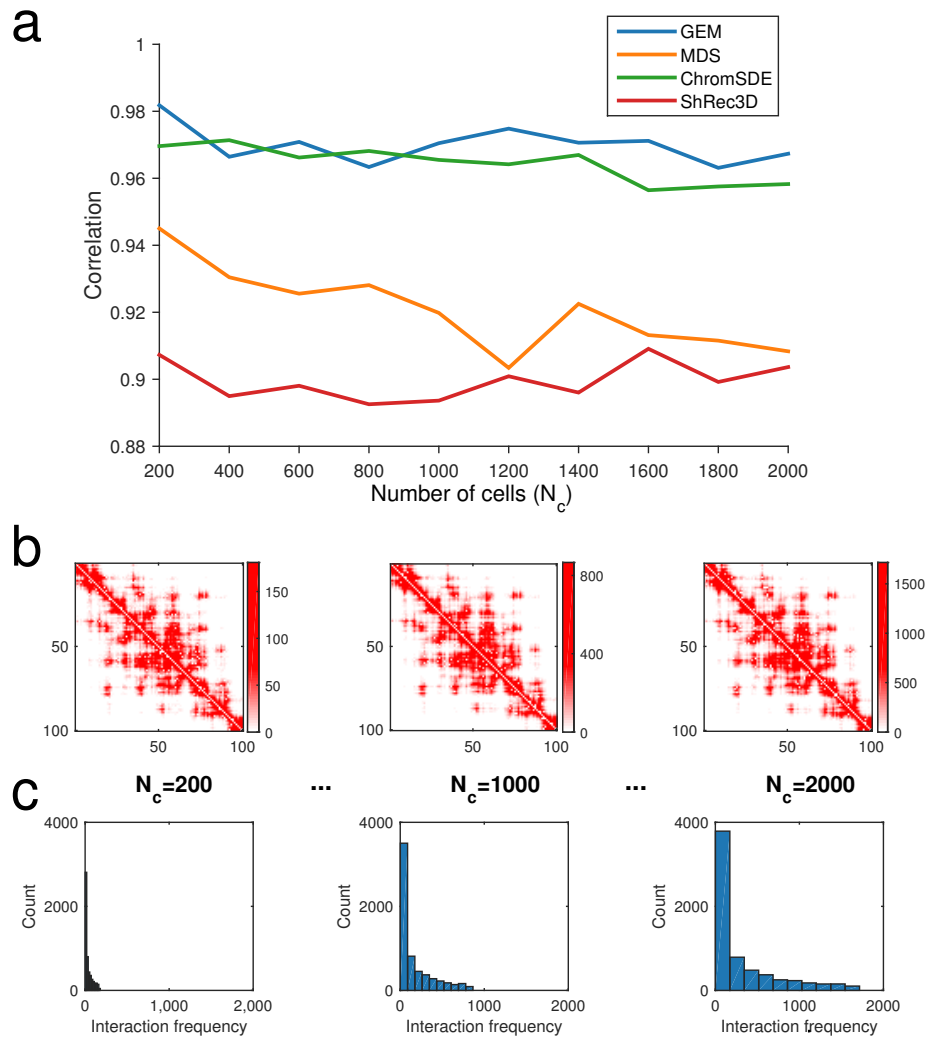 a
GEM
MDS
ChromSDE
ShRec3D
1
0.98
0.96
0.94
0.92
0.9
0.88
Correlation
200 400 600 800 1000 1200 1400 1600 1800 2000
Number of cells (N_c)
b
50
100
50 100
150
100
50
0
50
100
50 100
800
400
0
50
100
50 100
1500
1000
500
0
N_c=200 ... N_c=1000 ... N_c=2000
c
4000
2000
0
Count
0 1,000 2,000
Interaction frequency
4000
2000
0
Count
0 1000 2000
Interaction frequency
4000
2000
0
Count
0 1000 2000
Interaction frequency